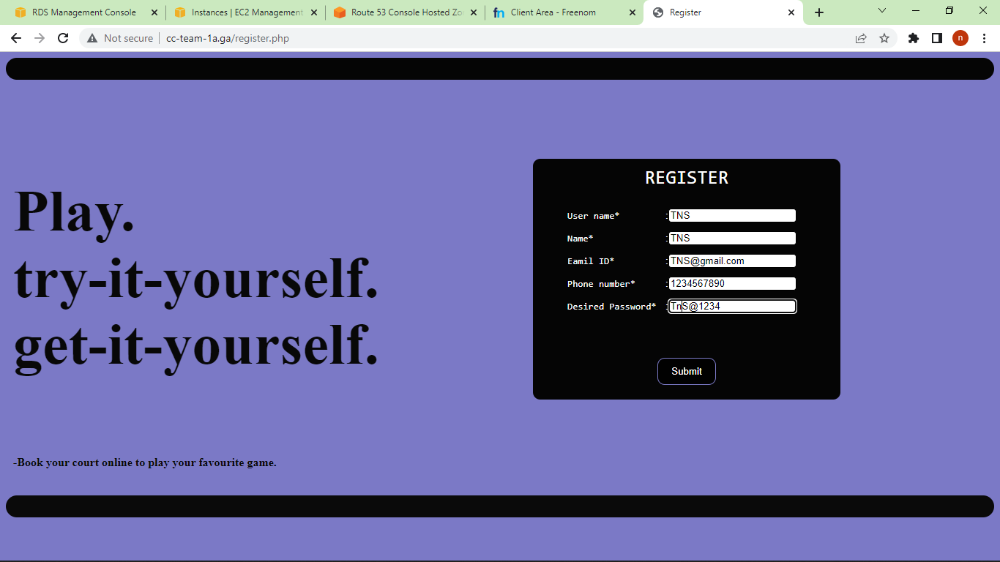 RDS Management Console
Instances | EC2 Management
Route 53 Console Hosted Zo
Client Area - Freenom
Register
Not secure
cc-team-1a.ga/register.php
n
Play.
try-it-yourself.
get-it-yourself.
-Book your court online to play your favourite game.
REGISTER
User name* :TNS
Name* :TNS
Eamil ID* :TNS@gmail.com
Phone number* :1234567890
Desired Password* :TnS@1234
Submit